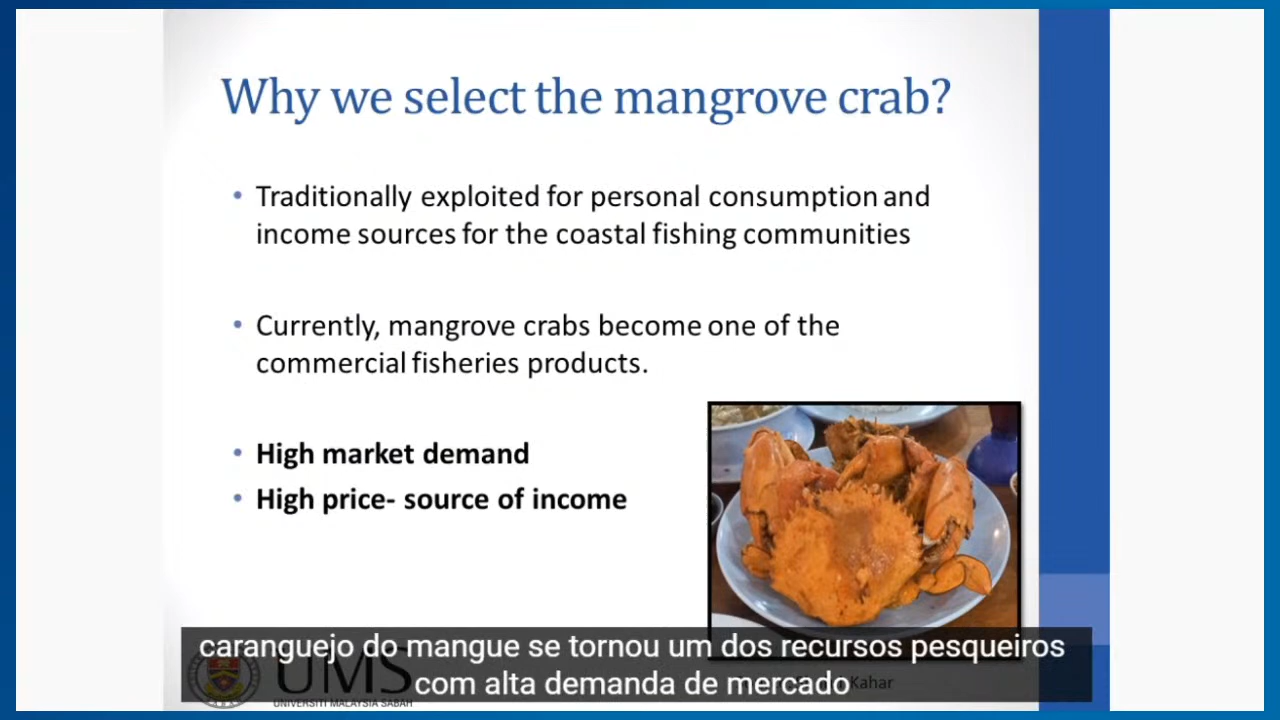 Why we select the mangrove crab?
• Traditionally exploited for personal consumption and
income sources for the coastal fishing communities
• Currently, mangrove crabs become one of the
commercial fisheries products.
• High market demand
• High price- source of income
caranguejo do mangue se tornou um dos recursos pesqueiros
com alta demanda de mercado
Kahar
UMS
UNIVERSITI MALAYSIA SABAH